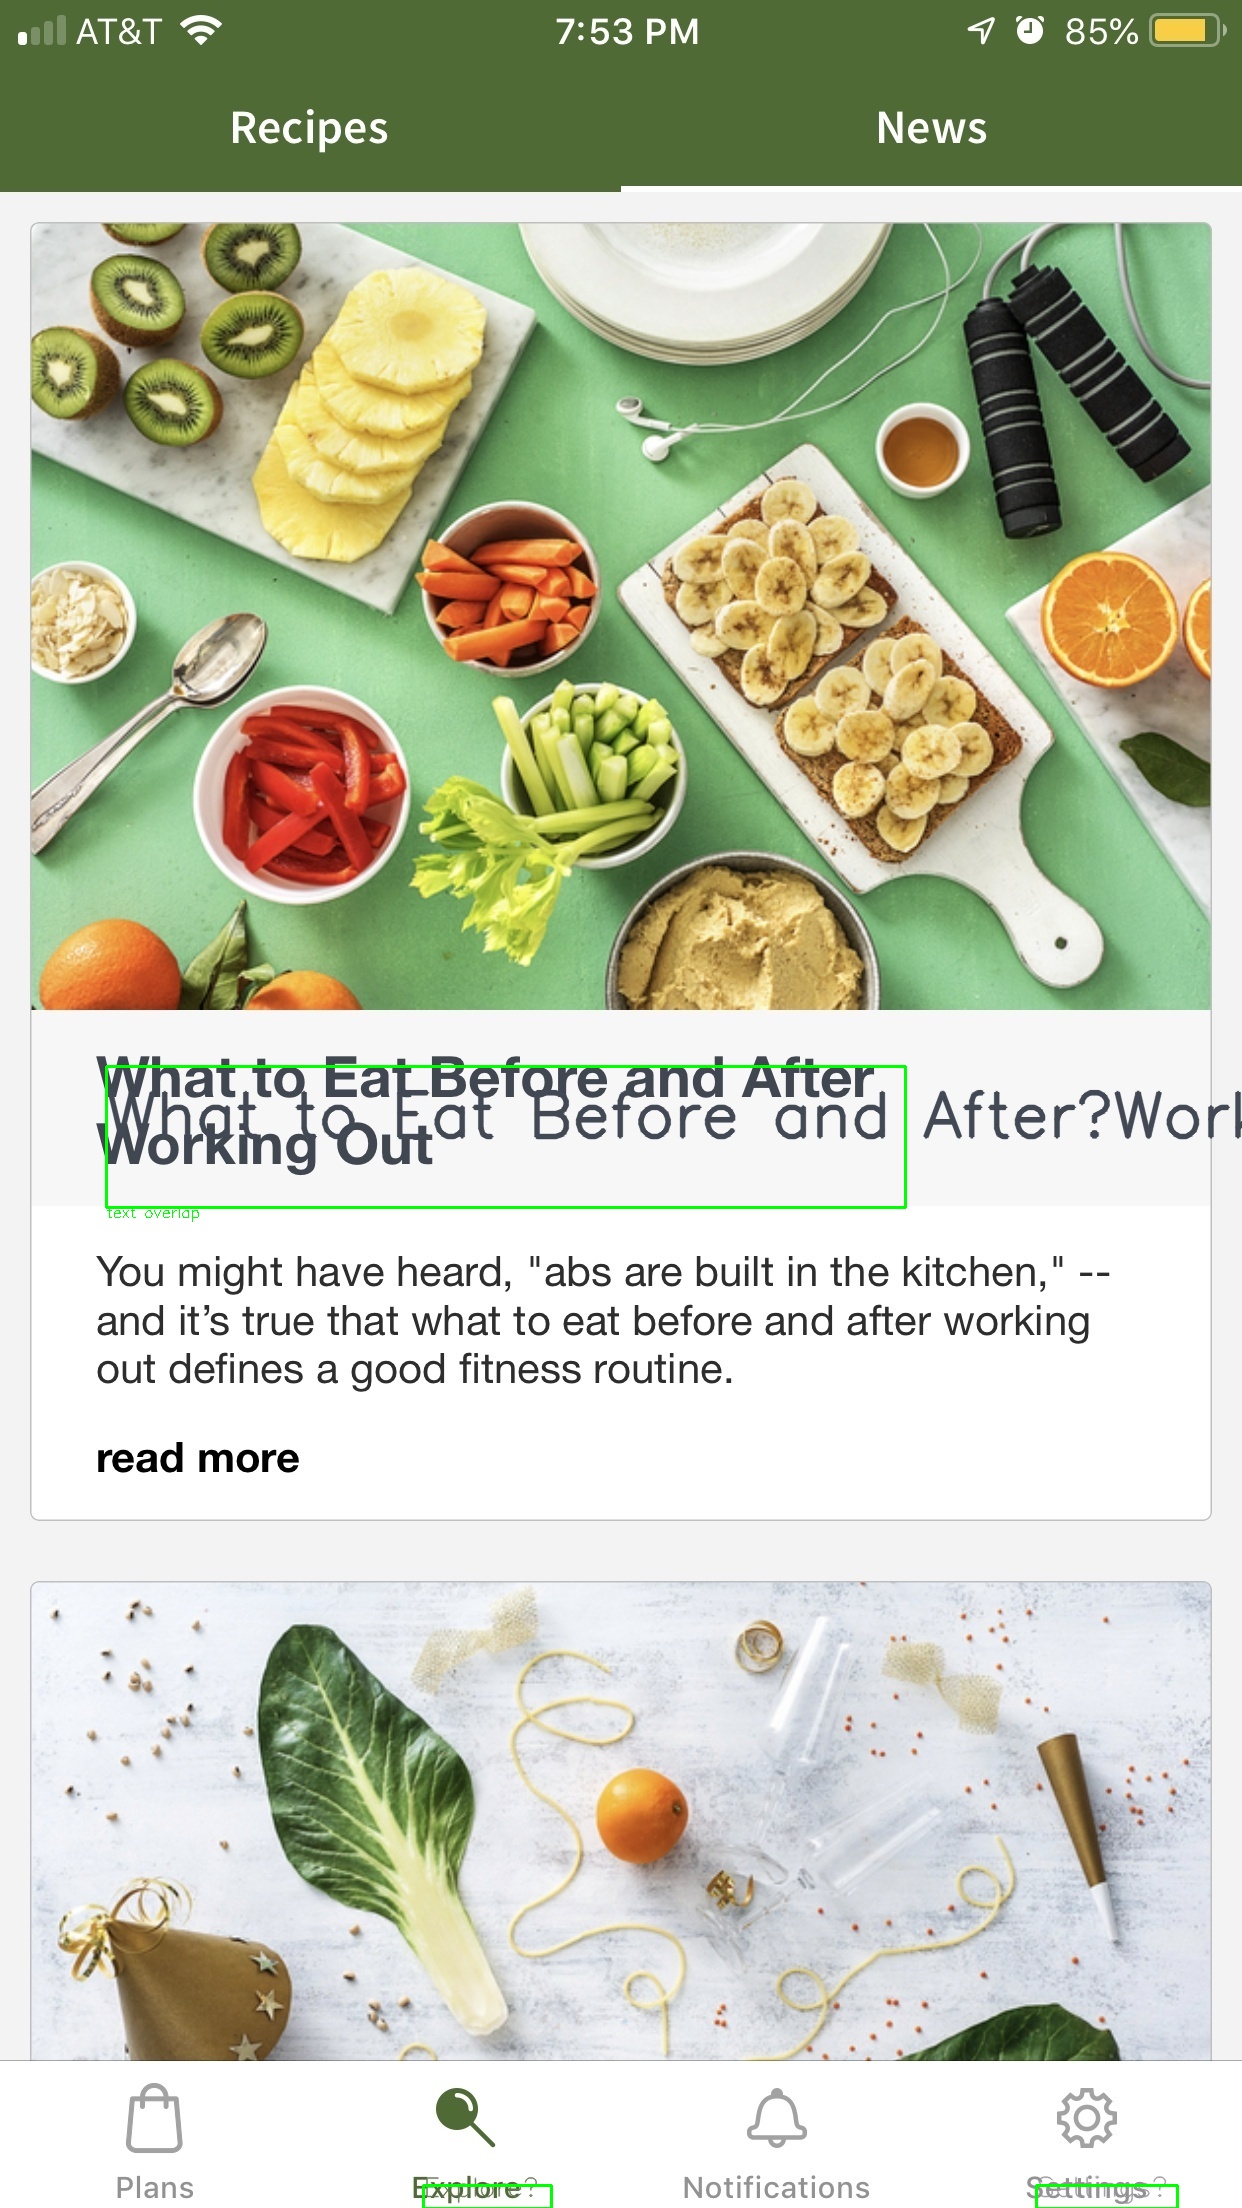 AT&T 7:53 PM 85%
Recipes News
What to Eat Before and After
What to Eat Before and After?Work
Working Out
text overlap
You might have heard, "abs are built in the kitchen," --
and it’s true that what to eat before and after working
out defines a good fitness routine.
read more
Plans Explore Notifications Settings